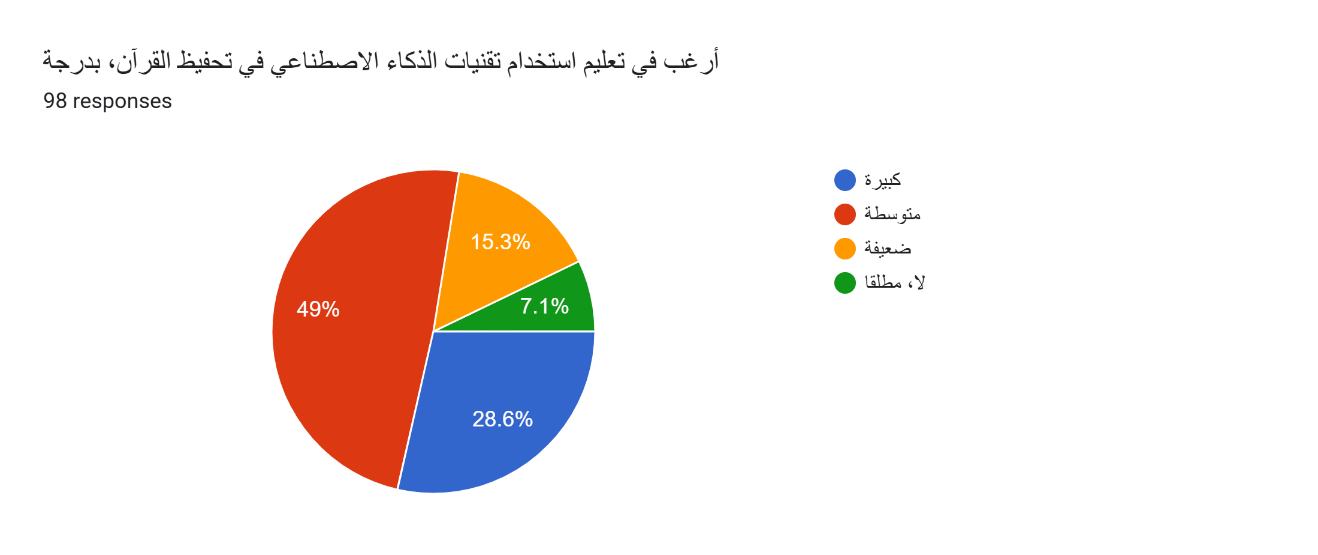 أرغب في تعليم استخدام تقنيات الذكاء الاصطناعي في تحفيظ القرآن، بدرجة
98 responses
كبيرة
متوسطة
ضعيفة
لا، مطلقا
15.3%
7.1%
49%
28.6%